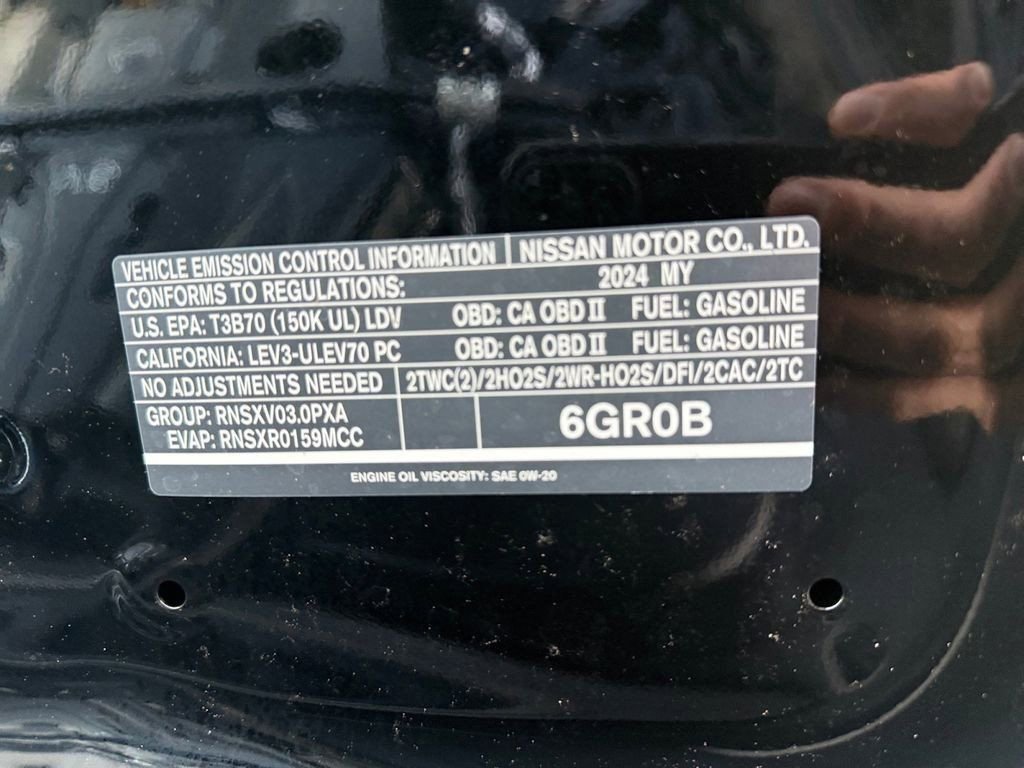 VEHICLE EMISSION CONTROL INFORMATION NISSAN MOTOR CO., LTD.
CONFORMS TO REGULATIONS: 2024 MY
U.S. EPA: T3B70 (150K UL) LDV OBD: CA OBD II FUEL: GASOLINE
CALIFORNIA: LEV3-ULEV70 PC OBD: CA OBD II FUEL: GASOLINE
NO ADJUSTMENTS NEEDED 2TWC(2)/2HO2S/2WR-HO2S/DFI/2CAC/2TC
GROUP: RNSXV03.0PXA
EVAP: RNSXR0159MCC
6GR0B
ENGINE OIL VISCOSITY: SAE 0W-20